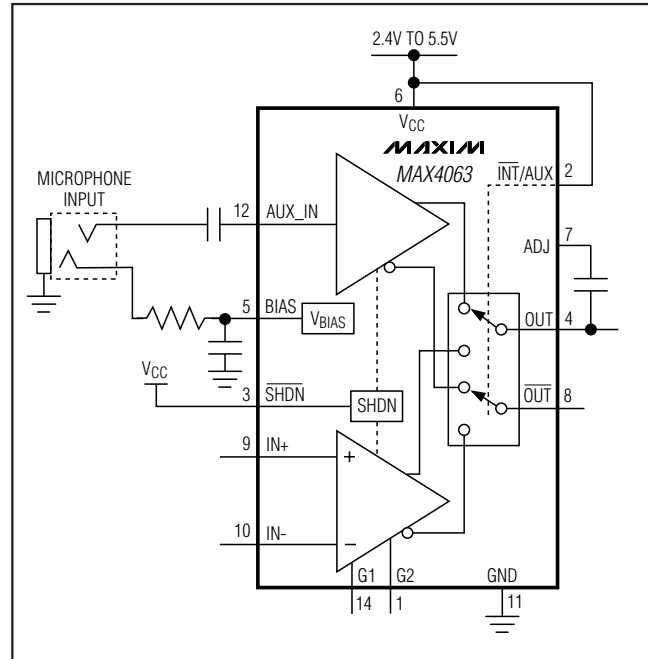 2.4V TO 5.5V
6
VCC
MAXIM
MAX4063
INT/AUX
2
MICROPHONE
INPUT
12
AUX_IN
ADJ
7
5
BIAS
VBIAS
OUT
4
VCC
3
SHDN
SHDN
OUT
8
9
IN+
+
10
IN-
−
G1
G2
GND
14
1
11